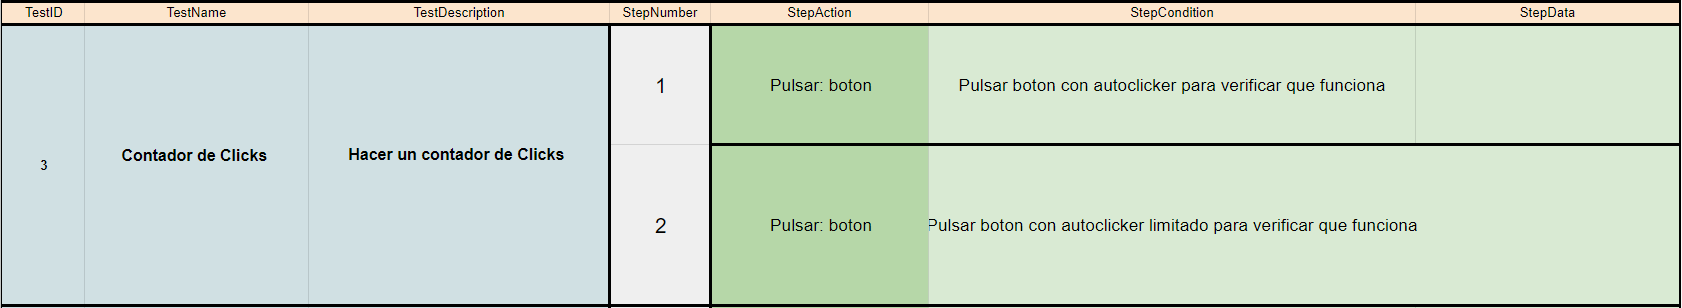 TestID TestName TestDescription StepNumber StepAction StepCondition StepData
1 Pulsar: boton Pulsar boton con autoclicker para verificar que funciona
3 Contador de Clicks Hacer un contador de Clicks
2 Pulsar: boton Pulsar boton con autoclicker limitado para verificar que funciona